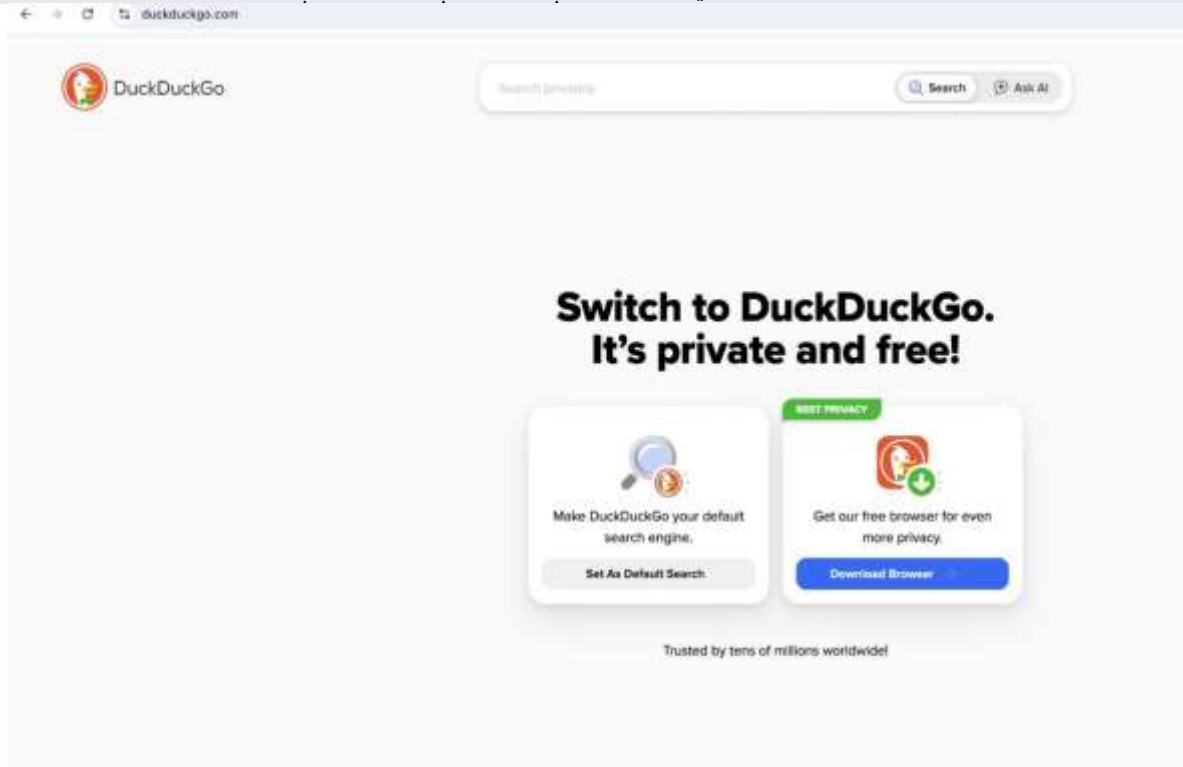 duckduckgo.com
DuckDuckGo
Search privately
Search
Ask AI
Switch to DuckDuckGo.
It's private and free!
BEST PRIVACY
Make DuckDuckGo your default
search engine.
Set As Default Search
Get our free browser for even
more privacy.
Download Browser
Trusted by tens of millions worldwide!